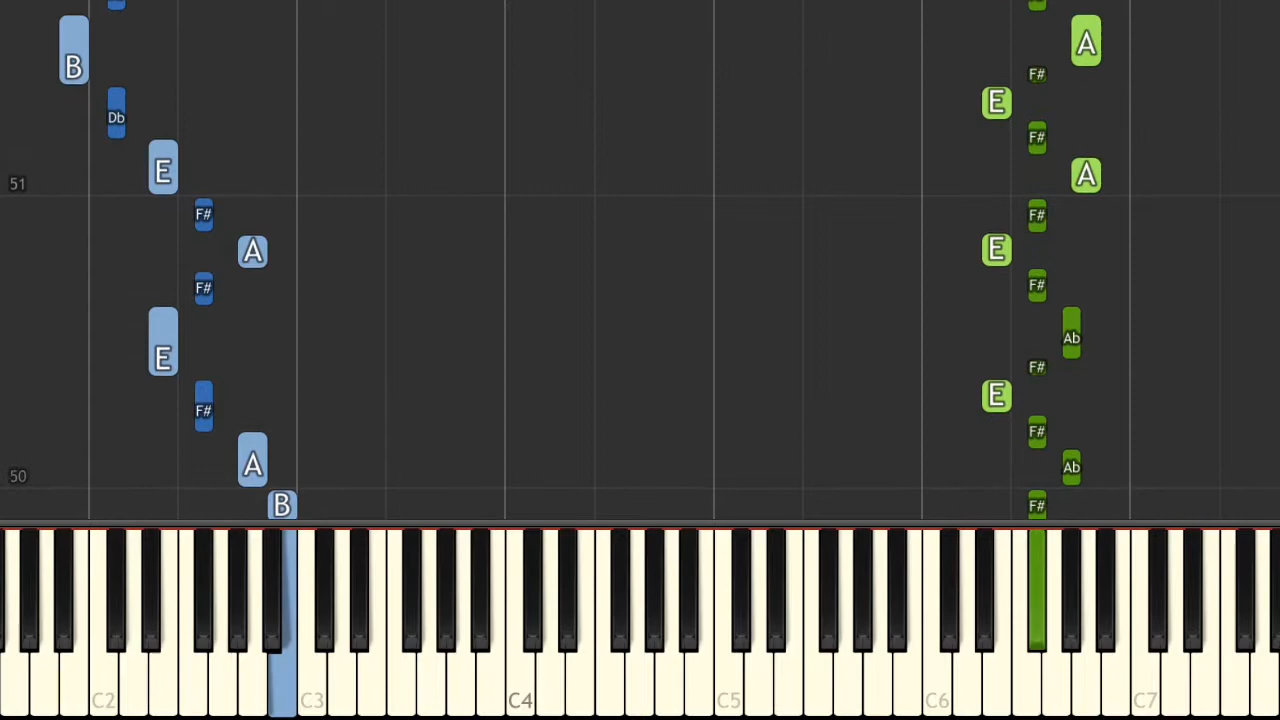 B A
F#
E
Db
F#
E A
51
F# F#
A E
F# F#
E Ab
F#
E
F#
F#
A Ab
50
B F#
C2 C3 C4 C5 C6 C7